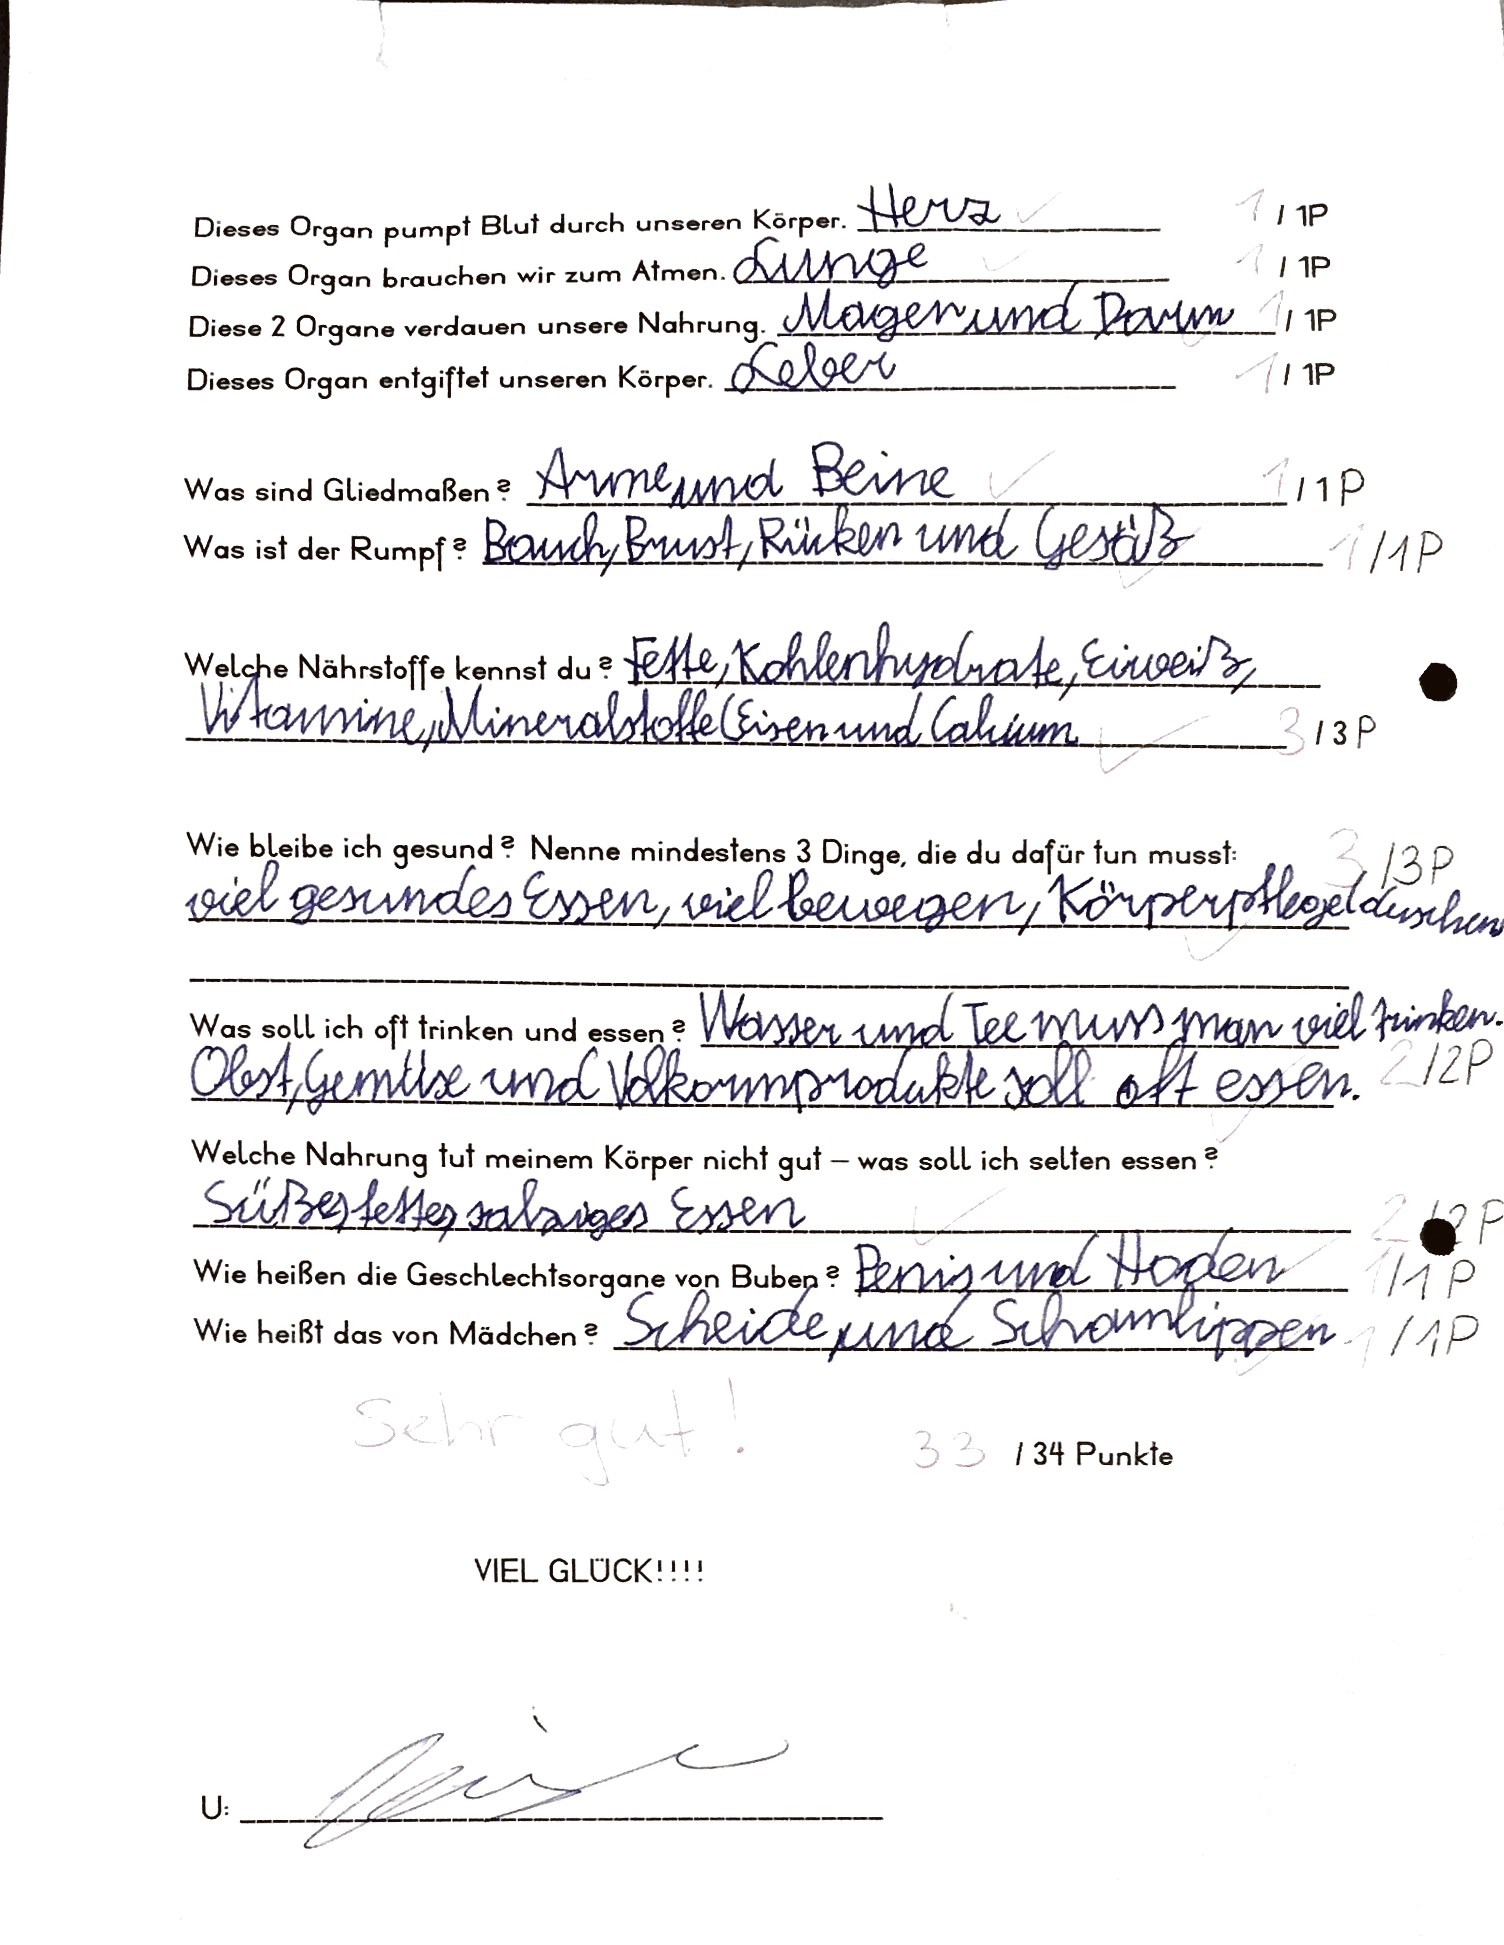 Dieses Organ pumpt Blut durch unseren Körper. Herz 1 / 1P
Dieses Organ brauchen wir zum Atmen. Lunge 1 / 1P
Diese 2 Organe verdauen unsere Nahrung. Magen und Darm 1 / 1P
Dieses Organ entgiftet unseren Körper. Leber 1 / 1P
Was sind Gliedmaßen? Arme und Beine 1 / 1P
Was ist der Rumpf? Bauch, Brust, Rücken und Gesäß 1 / 1P
Welche Nährstoffe kennst du? Fette, Kohlenhydrate, Eiweiß,
Vitamine, Mineralstoffe (Eisen und Calcium 3 / 3P
Wie bleibe ich gesund? Nenne mindestens 3 Dinge, die du dafür tun musst: 3 / 3P
viel gesundes Essen, viel bewegen, Körperpflege/duschen
Was soll ich oft trinken und essen? Wasser und Tee muss man viel trinken.
Obst, Gemüse und Volkornprodukte soll oft essen. 2 / 2P
Welche Nahrung tut meinem Körper nicht gut – was soll ich selten essen?
Süßes, fettes, salziges Essen 2 / 2P
Wie heißen die Geschlechtsorgane von Buben? Penis und Hoden 1 / 1P
Wie heißt das von Mädchen? Scheide und Schamlippen 1 / 1P
Sehr gut! 33 / 34 Punkte
VIEL GLÜCK!!!!
U: